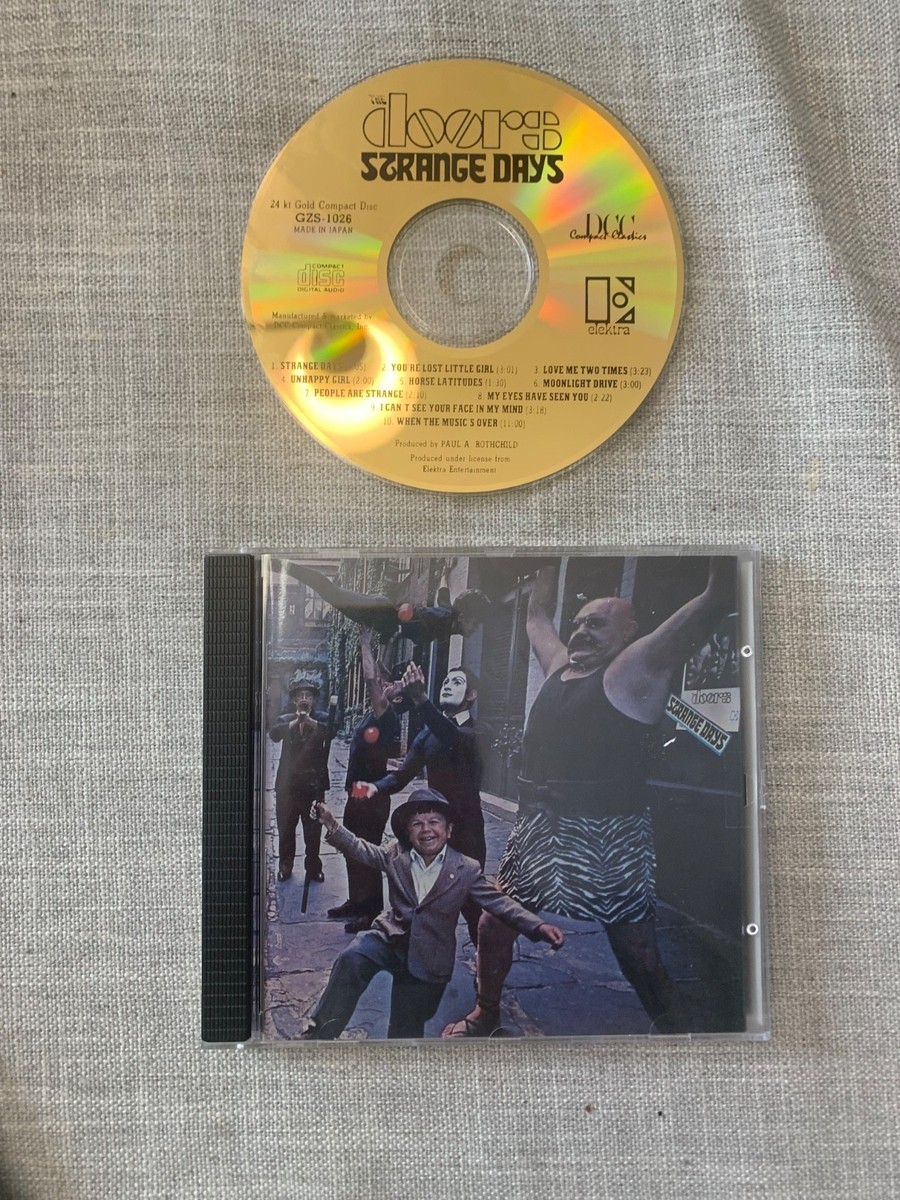 THE
doors
STRANGE DAYS
24 kt Gold Compact Disc
GZS-1026
MADE IN JAPAN
DCC
Compact Classics
COMPACT
disc
DIGITAL AUDIO
elektra
Manufactured & marketed by
DCC Compact Classics, Inc.
1. STRANGE DAYS (3:05) 2. YOU'RE LOST LITTLE GIRL (3:01) 3. LOVE ME TWO TIMES (3:23)
4. UNHAPPY GIRL (2:00) 5. HORSE LATITUDES (1:30) 6. MOONLIGHT DRIVE (3:00)
7. PEOPLE ARE STRANGE (2:10) 8. MY EYES HAVE SEEN YOU (2:22)
9. I CAN'T SEE YOUR FACE IN MY MIND (3:18)
10. WHEN THE MUSIC'S OVER (11:00)
Produced by PAUL A. ROTHCHILD
Produced under license from
Elektra Entertainment
doors
STRANGE DAYS